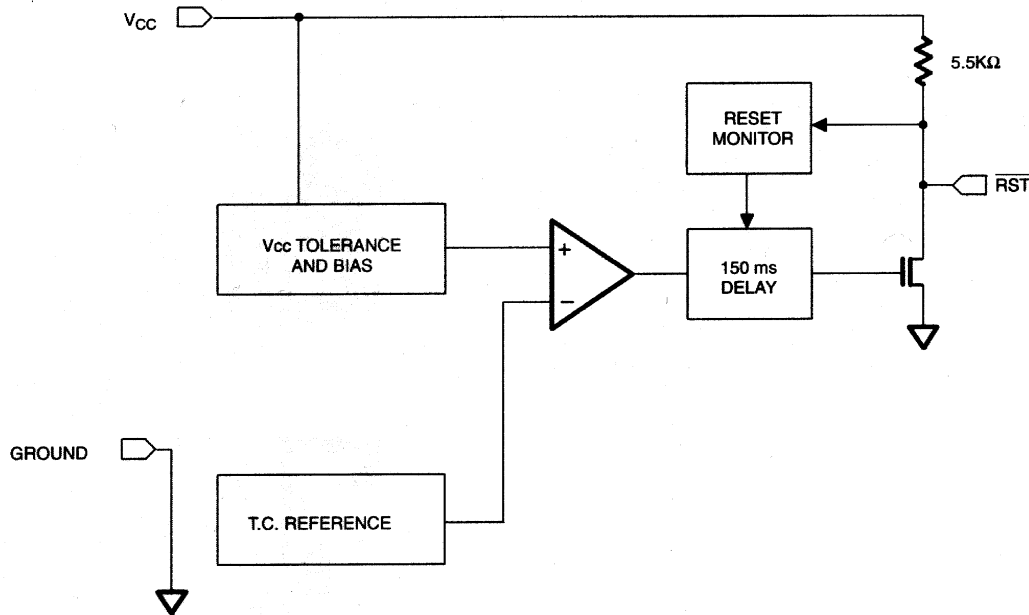 VCC
5.5KΩ
RESET
MONITOR
RST
Vcc TOLERANCE
AND BIAS
+
−
150 ms
DELAY
GROUND
T.C. REFERENCE